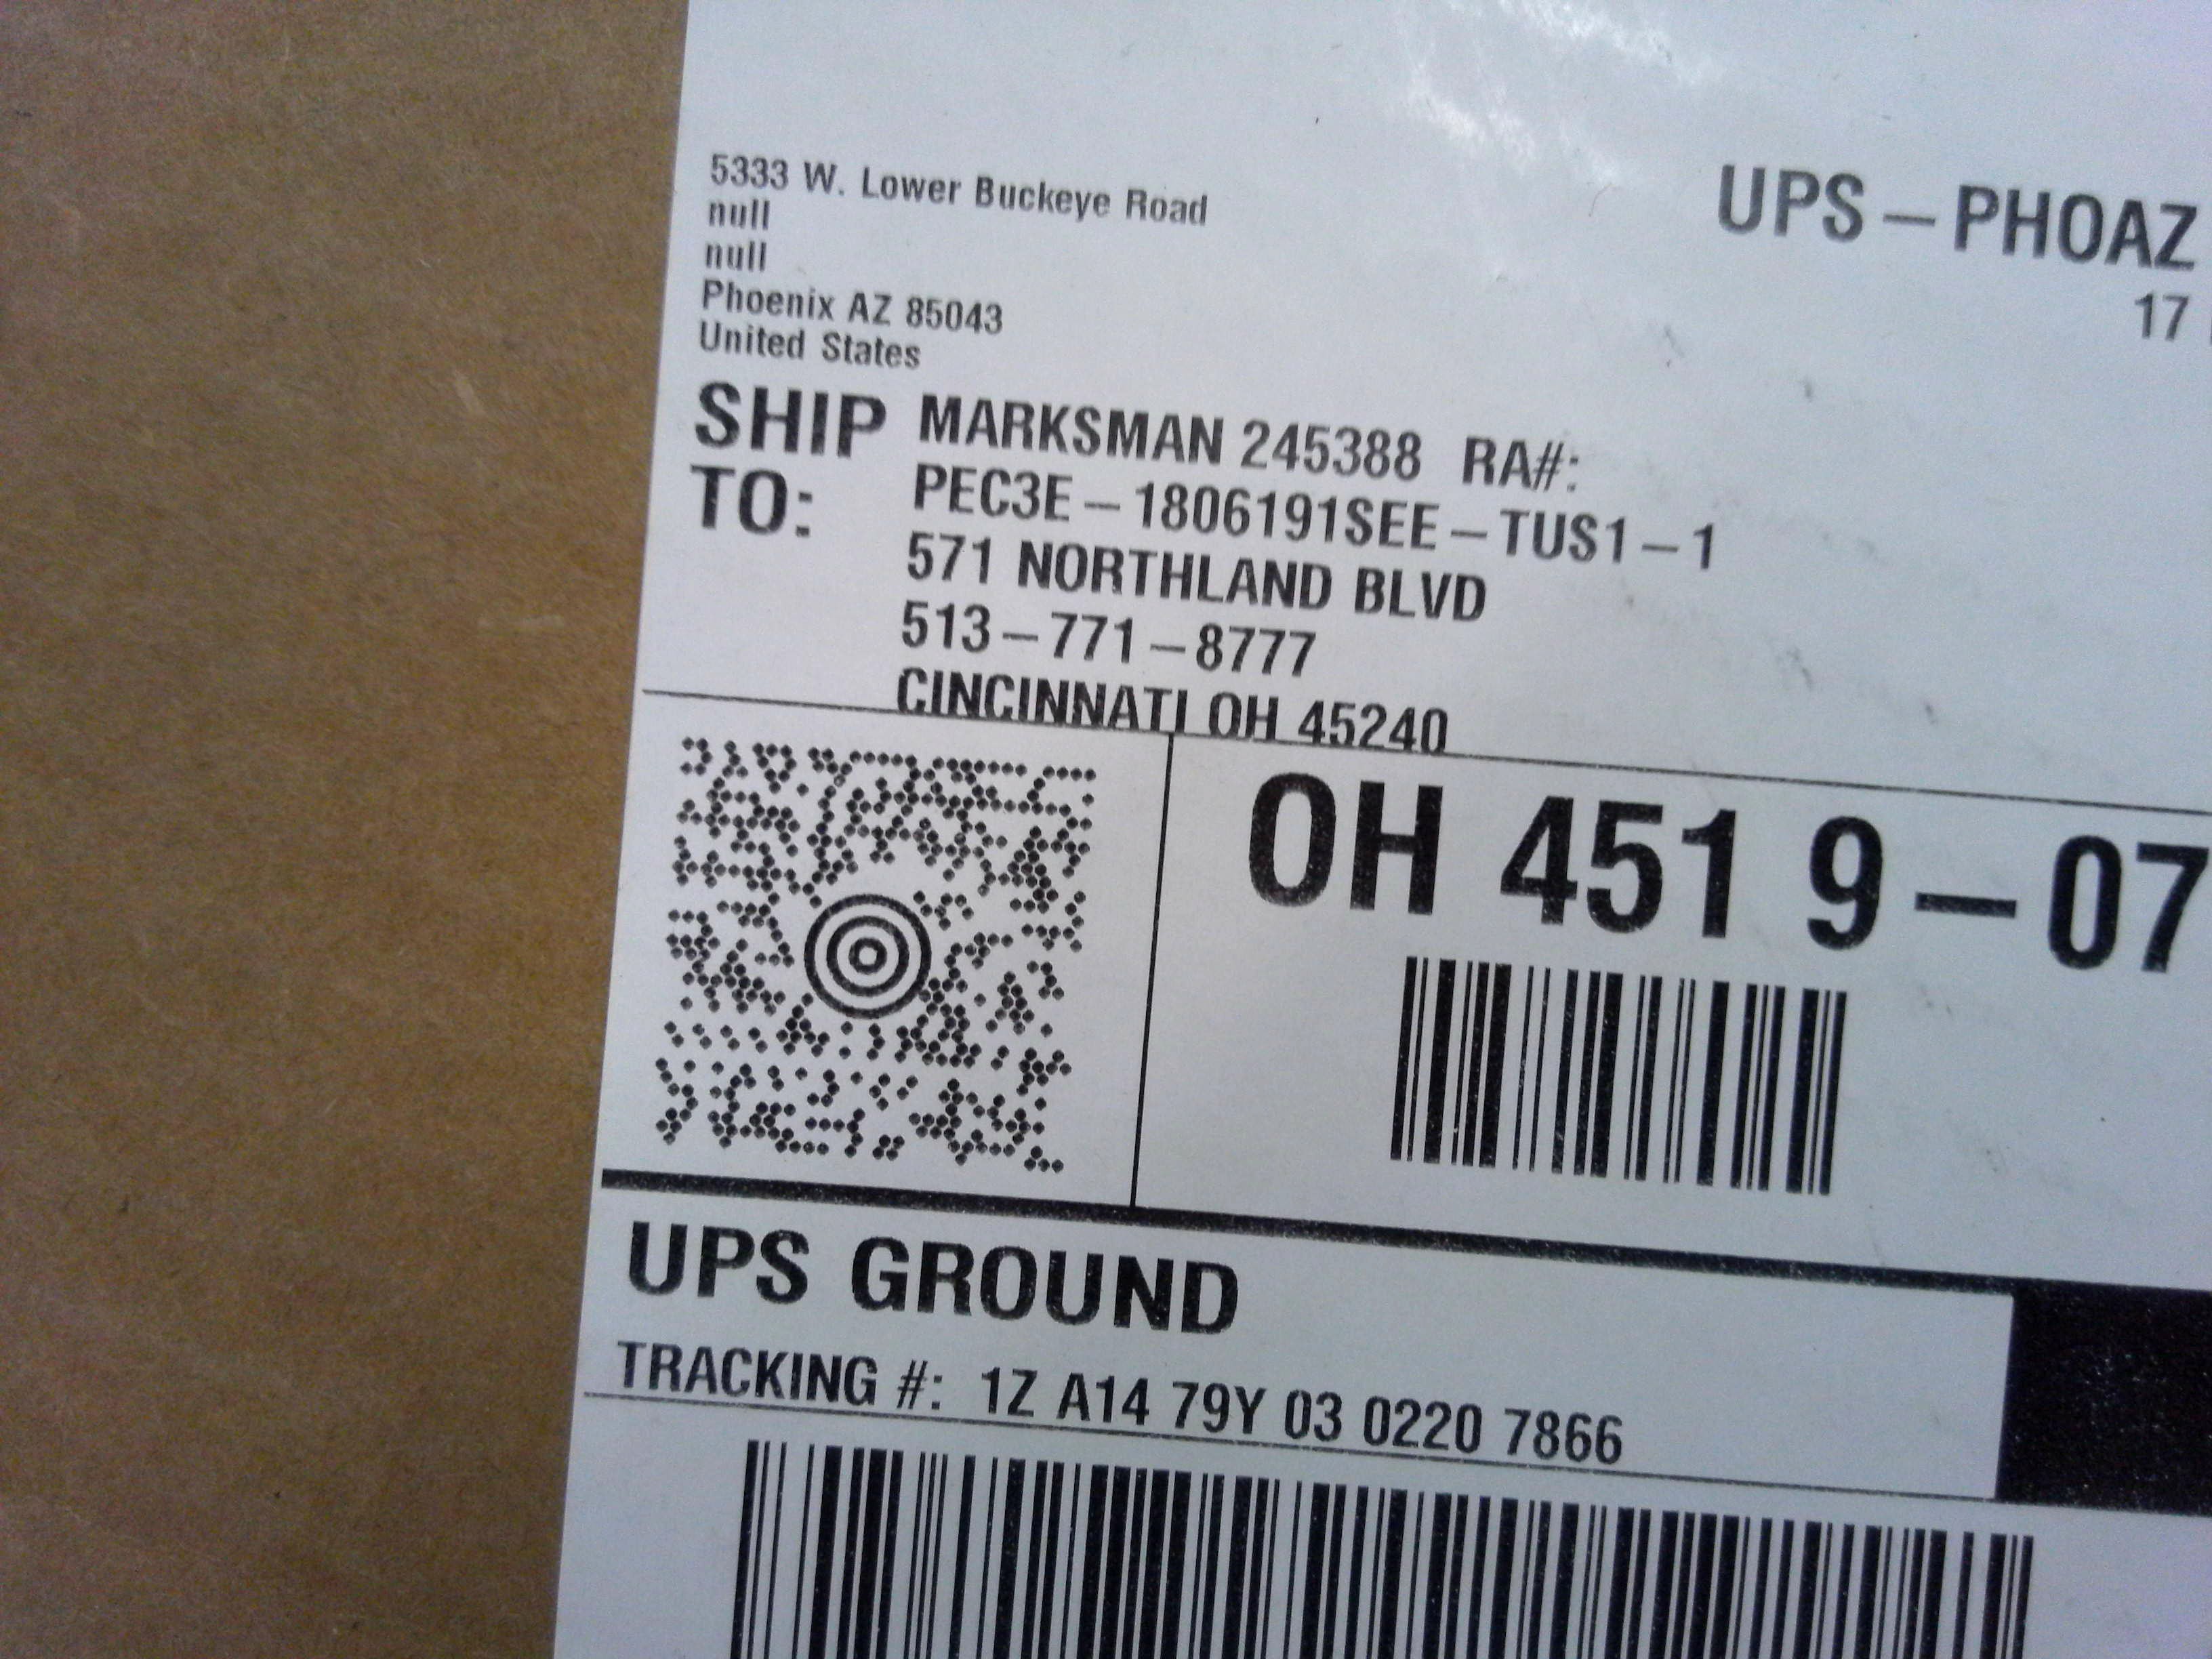 5333 W. Lower Buckeye Road
null
null
Phoenix AZ 85043
United States
UPS – PHOAZ
17
SHIP TO:
MARKSMAN 245388 RA#:
PEC3E – 1806191SEE – TUS1 – 1
571 NORTHLAND BLVD
513 – 771 – 8777
CINCINNATI OH 45240
OH 451 9 – 07
UPS GROUND
TRACKING #: 1Z A14 79Y 03 0220 7866